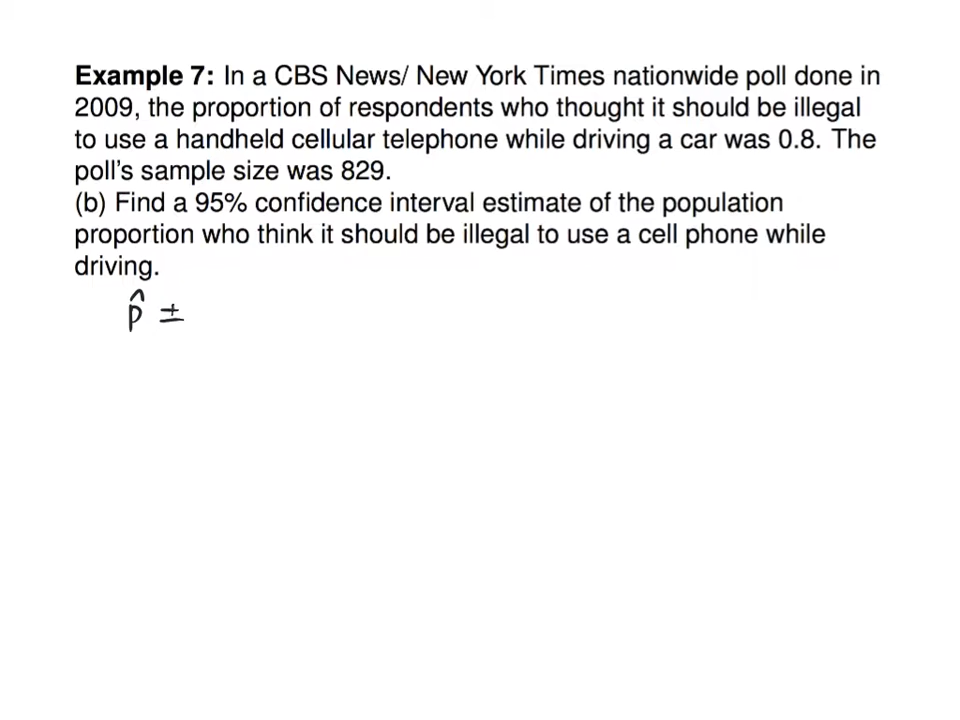 Example 7: In a CBS News/ New York Times nationwide poll done in
2009, the proportion of respondents who thought it should be illegal
to use a handheld cellular telephone while driving a car was 0.8. The
poll's sample size was 829.
(b) Find a 95% confidence interval estimate of the population
proportion who think it should be illegal to use a cell phone while
driving.
p̂ ±